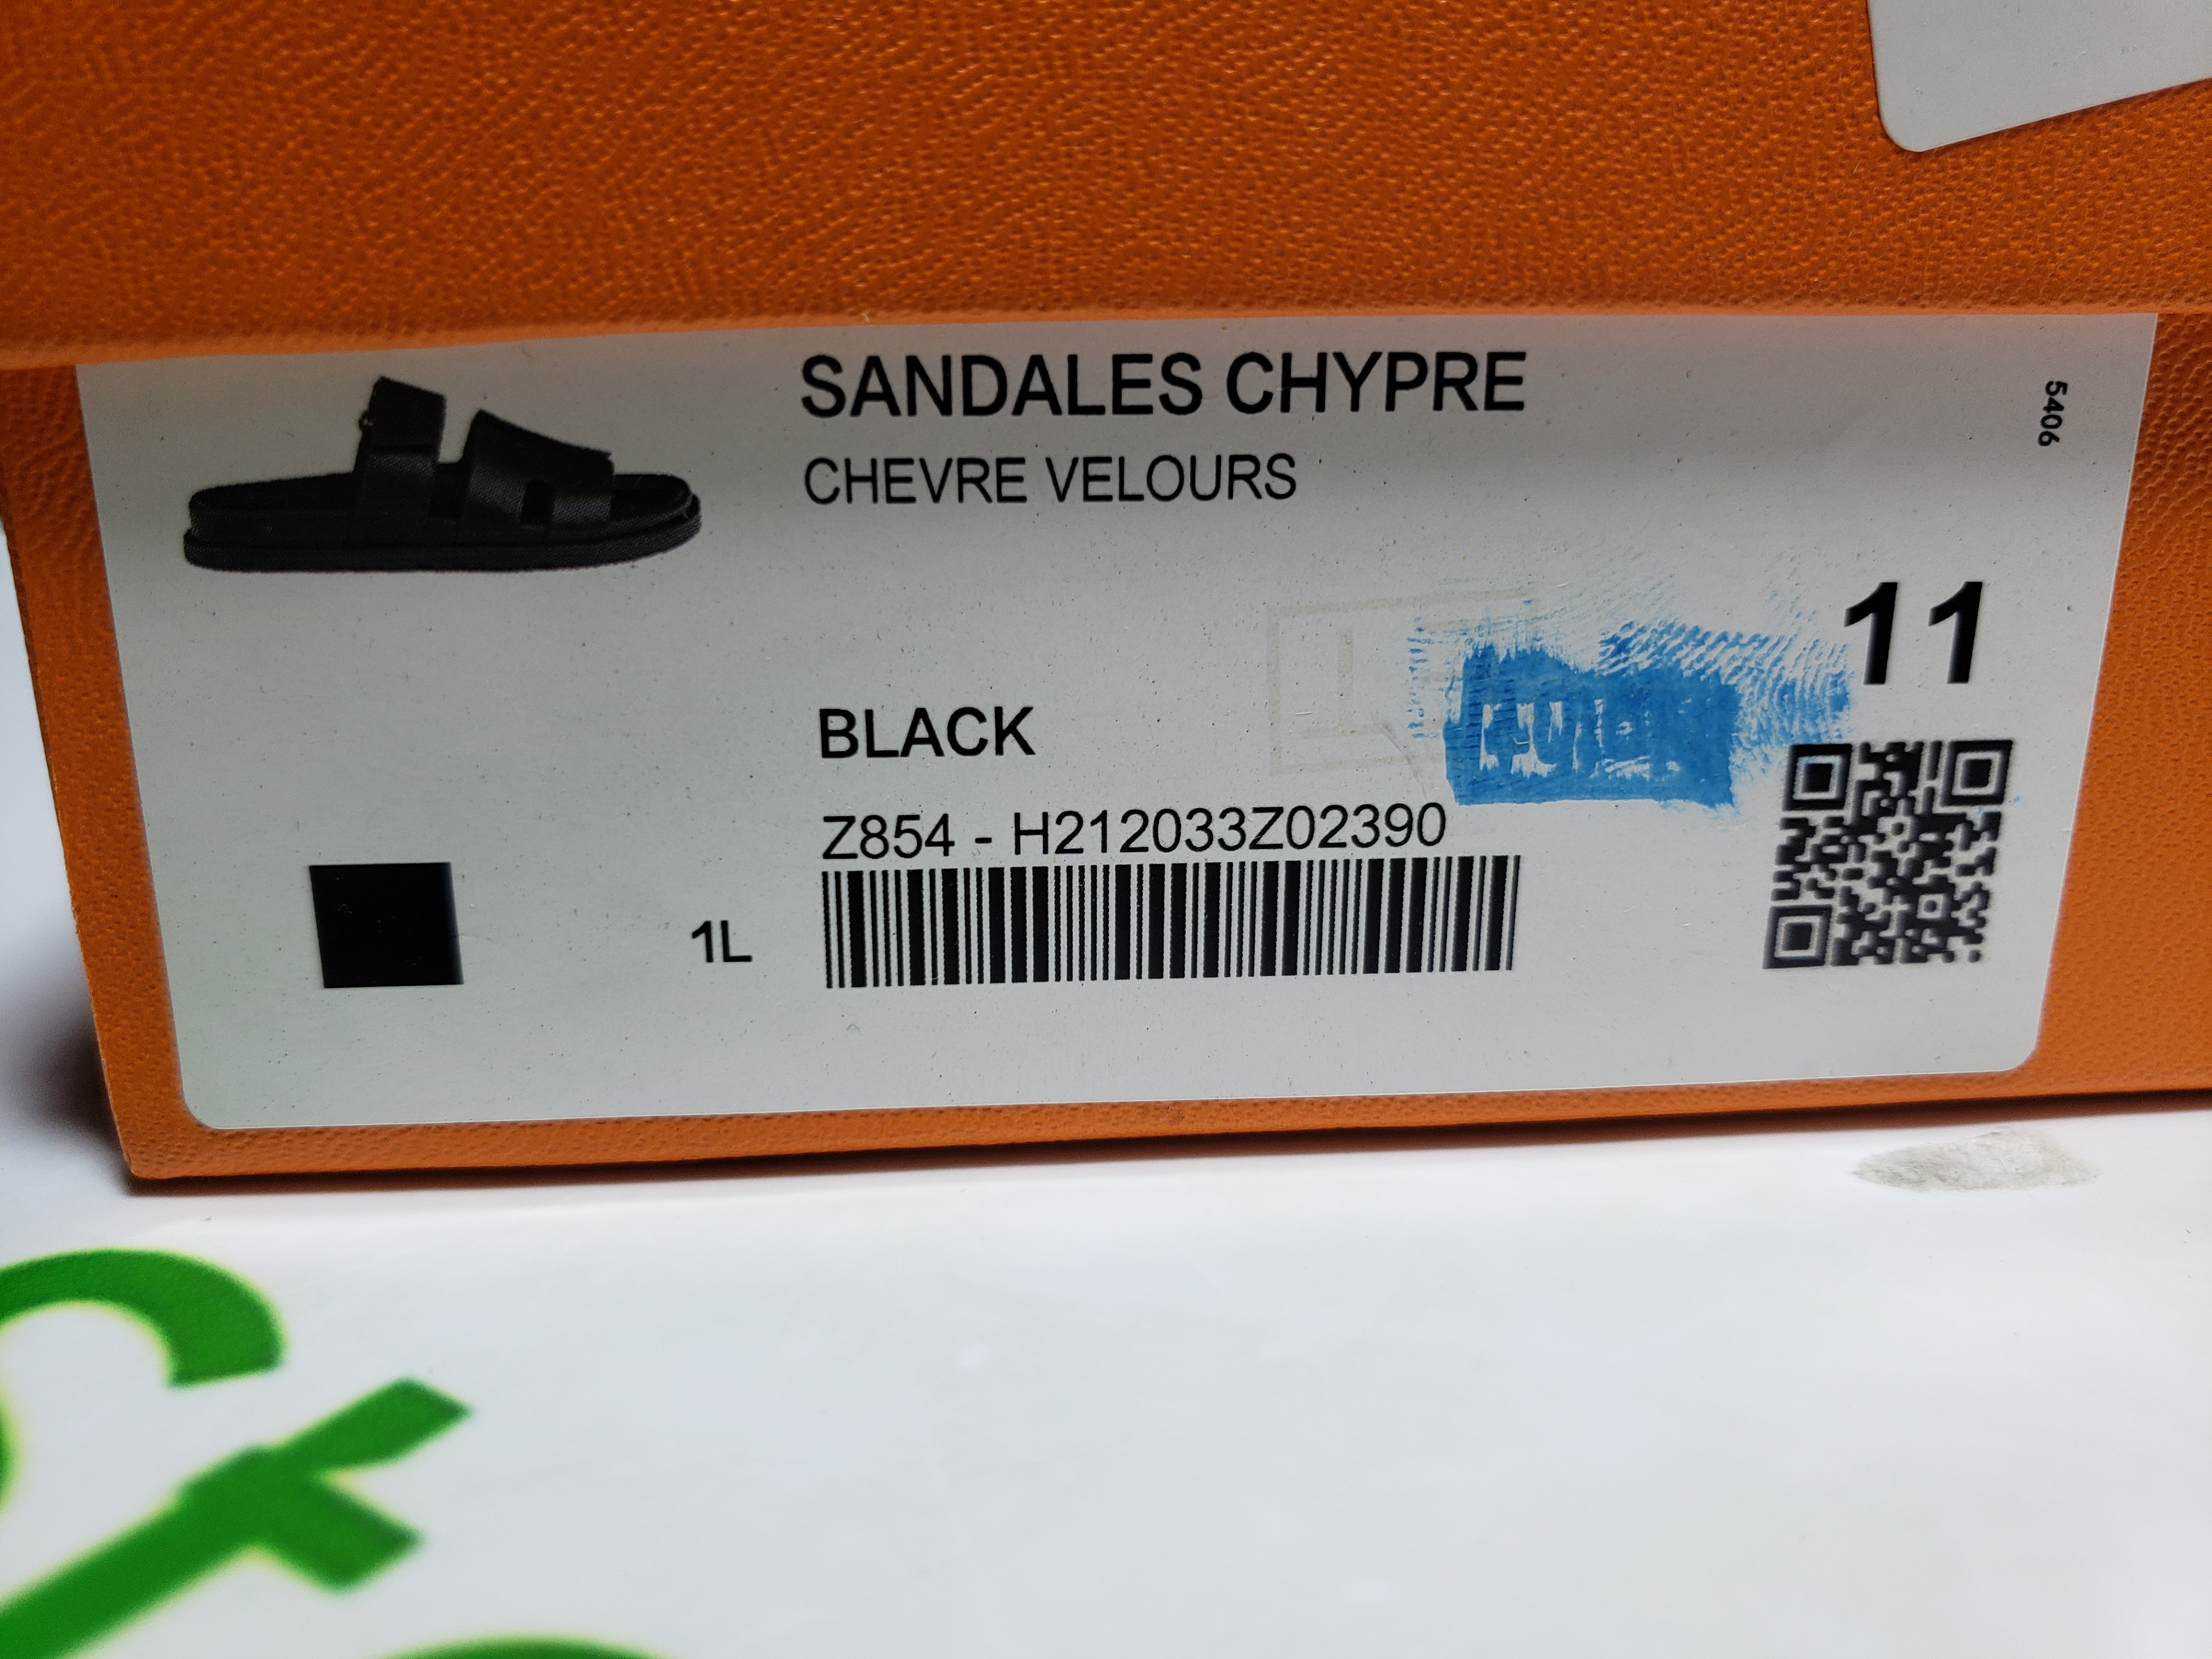 SANDALES CHYPRE
CHEVRE VELOURS
5406
11
BLACK
Z854 - H212033Z02390
1L